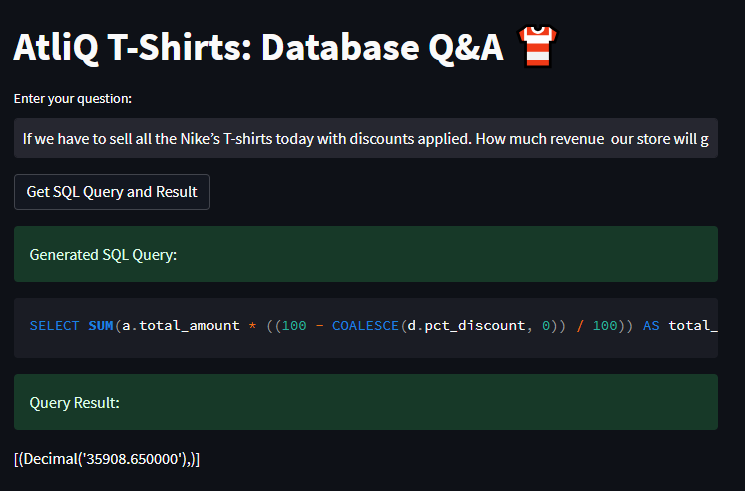 AtliQ T-Shirts: Database Q&A
Enter your question:
If we have to sell all the Nike’s T-shirts today with discounts applied. How much revenue  our store will g
Get SQL Query and Result
Generated SQL Query:
SELECT SUM(a.total_amount * ((100 - COALESCE(d.pct_discount, 0)) / 100)) AS total_
Query Result:
[(Decimal('35908.650000'),)]